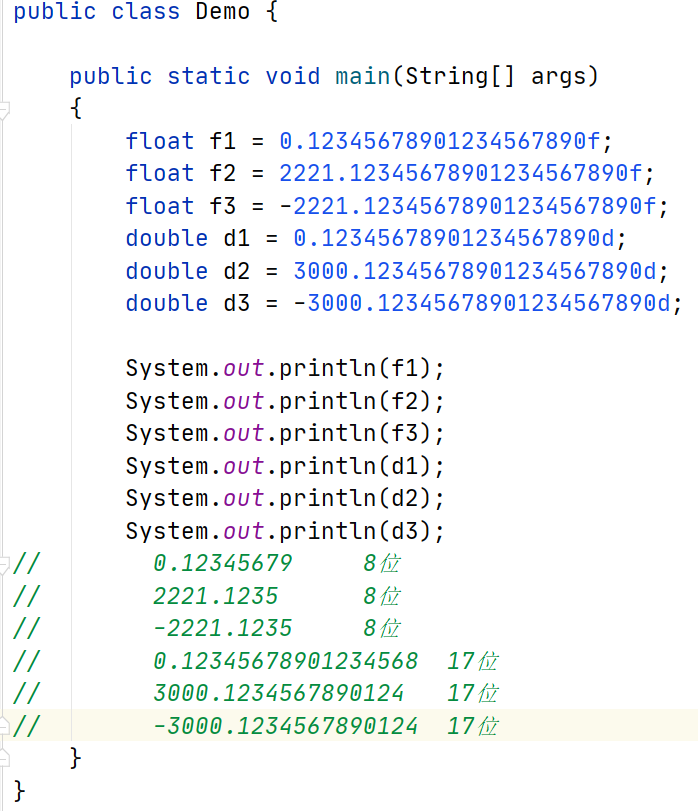 public class Demo {
public static void main(String[] args)
{
float f1 = 0.12345678901234567890f;
float f2 = 2221.12345678901234567890f;
float f3 = -2221.12345678901234567890f;
double d1 = 0.12345678901234567890d;
double d2 = 3000.12345678901234567890d;
double d3 = -3000.12345678901234567890d;
System.out.println(f1);
System.out.println(f2);
System.out.println(f3);
System.out.println(d1);
System.out.println(d2);
System.out.println(d3);
// 0.12345679 8位
// 2221.1235 8位
// -2221.1235 8位
// 0.12345678901234568 17位
// 3000.1234567890124 17位
// -3000.1234567890124 17位
}
}